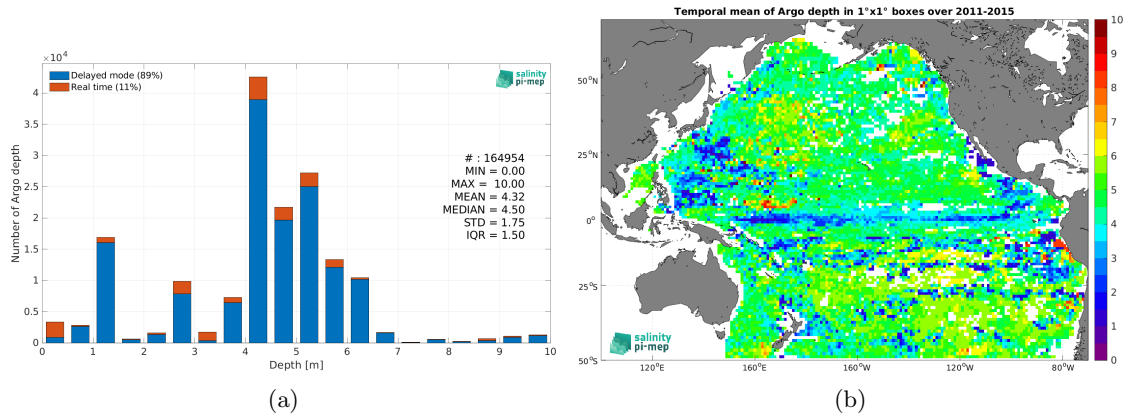 ×10⁴
Delayed mode (89%)
Real time (11%)
salinity
pi-mep
# : 164954
MIN = 0.00
MAX = 10.00
MEAN = 4.32
MEDIAN = 4.50
STD = 1.75
IQR = 1.50
Number of Argo depth
4
3.5
3
2.5
2
1.5
1
0.5
0
0 1 2 3 4 5 6 7 8 9 10
Depth [m]
(a)
Temporal mean of Argo depth in 1°x1° boxes over 2011-2015
50°N
25°N
0°
25°S
50°S
120°E 160°E 160°W 120°W 80°W
salinity
pi-mep
10
9
8
7
6
5
4
3
2
1
0
(b)